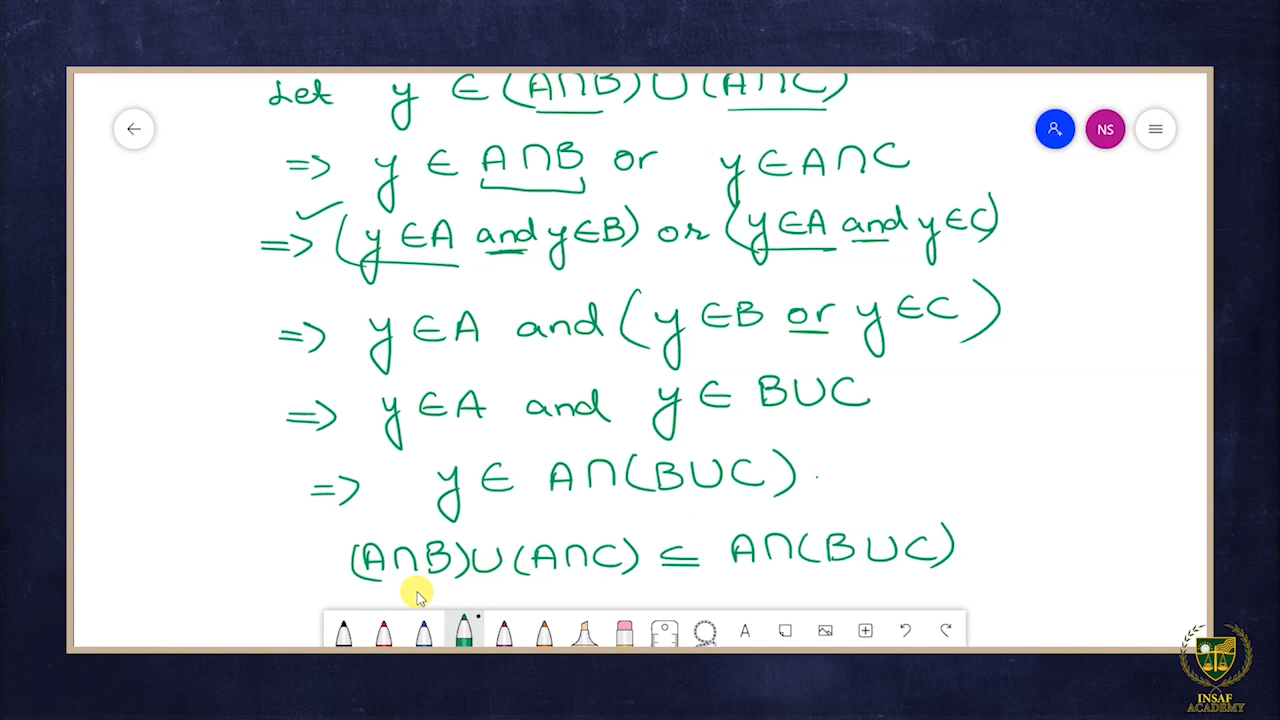 Let y ∈ (A∩B)∪(A∩C)
=> y ∈ A∩B or y∈A∩C
=> (y∈A and y∈B) or (y∈A and y∈C)
=> y∈A and (y∈B or y∈C)
=> y∈A and y∈ B∪C
=> y∈ A∩(B∪C).
(A∩B)∪(A∩C) ⊆ A∩(B∪C)
NS
A
INSAF
ACADEMY